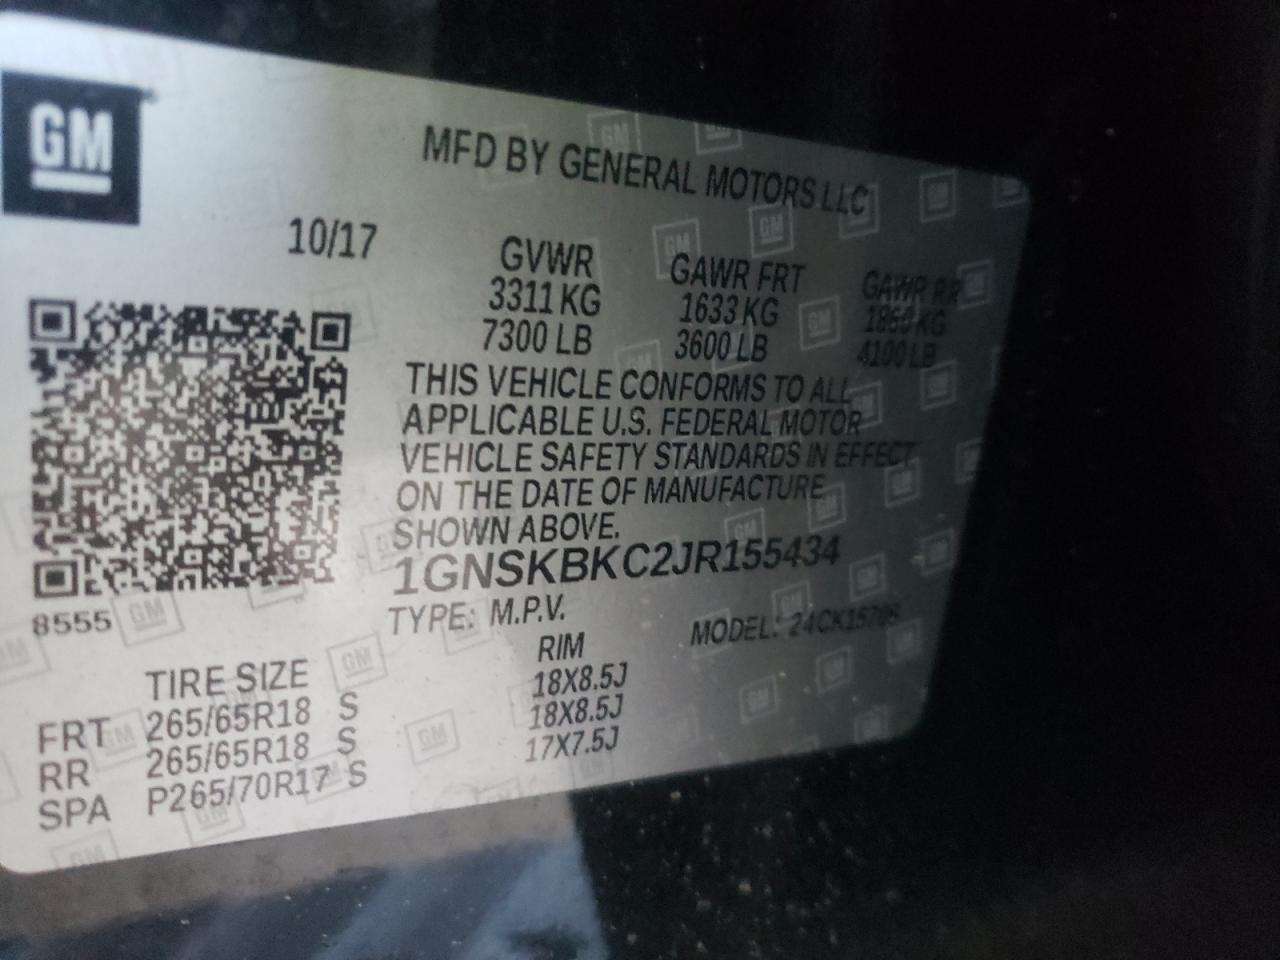 GM
MFD BY GENERAL MOTORS LLC
10/17
GVWR GAWR FRT GAWR RR
3311 KG 1633 KG 1860 KG
7300 LB 3600 LB 4100 LB
THIS VEHICLE CONFORMS TO ALL
APPLICABLE U.S. FEDERAL MOTOR
VEHICLE SAFETY STANDARDS IN EFFECT
ON THE DATE OF MANUFACTURE
SHOWN ABOVE.
1GNSKBKC2JR155434
8555
TYPE: M.P.V. MODEL:
TIRE SIZE RIM
FRT 265/65R18 S 18X8.5J
RR 265/65R18 S 18X8.5J
SPA P265/70R17 S 17X7.5J